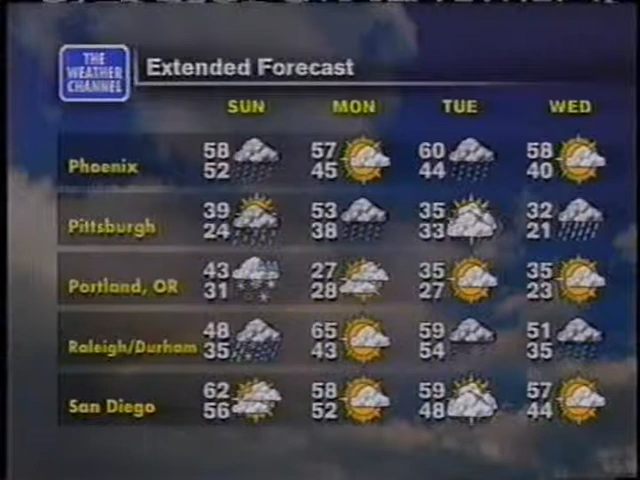 THE
WEATHER
CHANNEL
Extended Forecast
SUN MON TUE WED
Phoenix 58 52 57 45 60 44 58 40
Pittsburgh 39 24 53 38 35 33 32 21
Portland, OR 43 31 27 28 35 27 35 23
Raleigh/Durham 48 35 65 43 59 54 51 35
San Diego 62 56 58 52 59 48 57 44